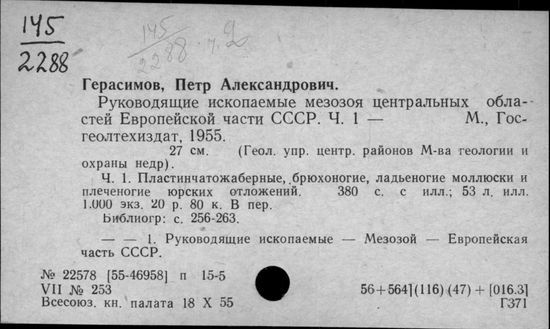 145
2288
145
2288
Герасимов, Петр Александрович.
Руководящие ископаемые мезозоя центральных обла-
стей Европейской части СССР. Ч. 1 — М., Гос-
геолтехиздат, 1955.
27 см. (Геол. упр. центр. районов М-ва геологии и
охраны недр).
Ч. 1. Пластинчатожаберные, брюхоногие, ладьеногие моллюски и
плеченогие юрских отложений. 380 с. с илл.; 53 л. илл.
1.000 экз. 20 р. 80 к. В пер.
Библиогр: с. 256-263.
— — 1. Руководящие ископаемые — Мезозой — Европейская
часть СССР.
№ 22578 [55-46958] п 15-5
VII № 253 56+564](116) (47) + [016.3]
Всесоюз. кн. палата 18 X 55 Г371